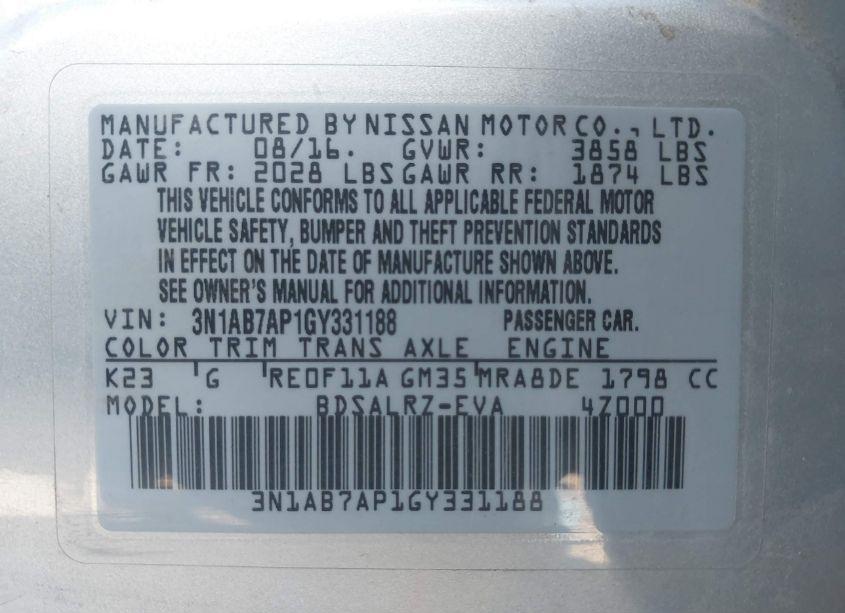 MANUFACTURED BY NISSAN MOTOR CO., LTD.
DATE: 08/16. GVWR: 3858 LBS
GAWR FR: 2028 LBS GAWR RR: 1874 LBS
THIS VEHICLE CONFORMS TO ALL APPLICABLE FEDERAL MOTOR
VEHICLE SAFETY, BUMPER AND THEFT PREVENTION STANDARDS
IN EFFECT ON THE DATE OF MANUFACTURE SHOWN ABOVE.
SEE OWNER'S MANUAL FOR ADDITIONAL INFORMATION.
VIN: 3N1AB7AP1GY331188 PASSENGER CAR.
COLOR TRIM TRANS AXLE ENGINE
K23 'G 'RE0F11A GM35'MRA8DE 1798 CC
MODEL: BDSALRZ-EVA 4Z000
3N1AB7AP1GY331188